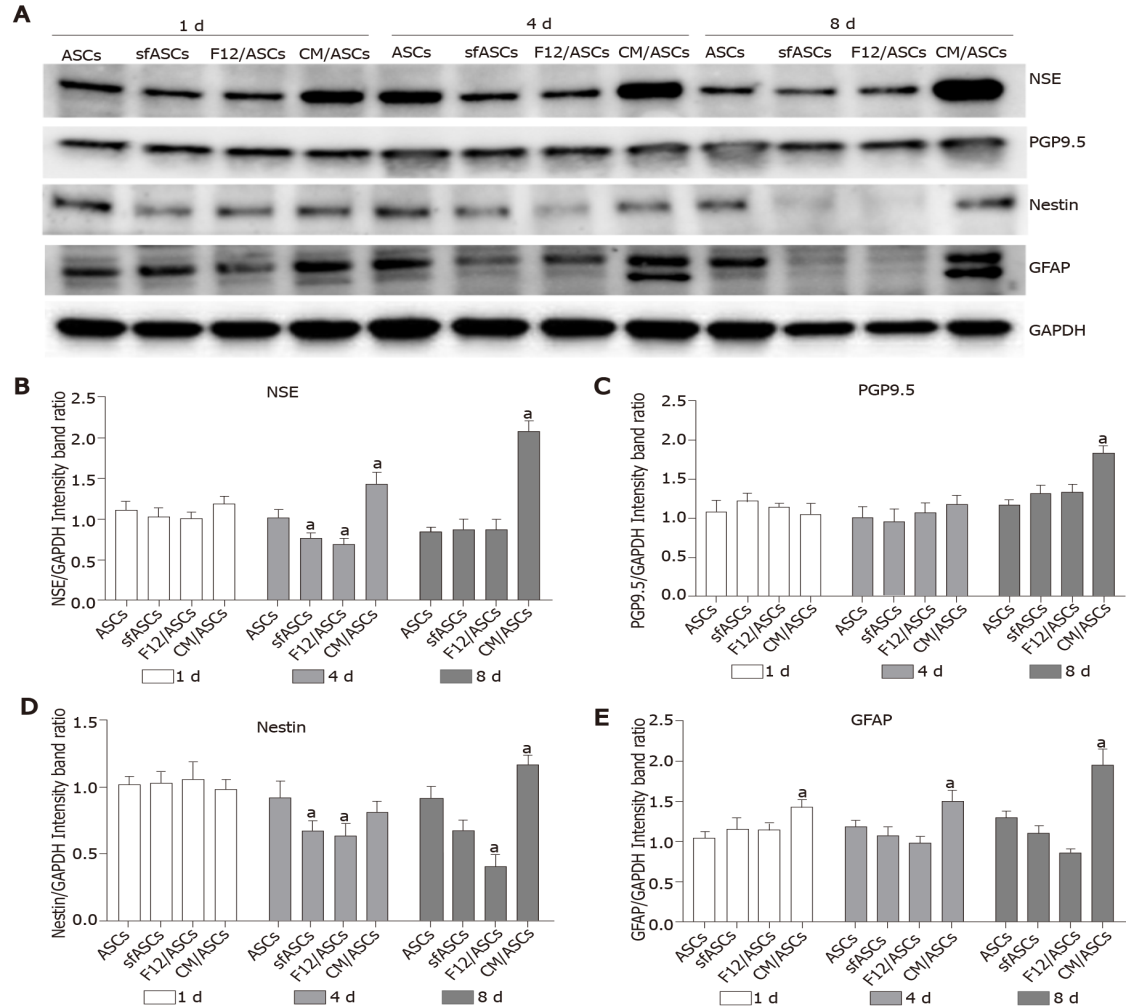 A
1 d 4 d 8 d
ASCs sfASCs F12/ASCs CM/ASCs ASCs sfASCs F12/ASCs CM/ASCs ASCs sfASCs F12/ASCs CM/ASCs
NSE
PGP9.5
Nestin
GFAP
GAPDH
B
NSE
NSE/GAPDH Intensity band ratio
2.5
2.0
1.5
1.0
0.5
0.0
a a a a
ASCs sfASCs F12/ASCs CM/ASCs ASCs sfASCs F12/ASCs CM/ASCs ASCs sfASCs F12/ASCs CM/ASCs
1 d 4 d 8 d
C
PGP9.5
PGP9.5/GAPDH Intensity band ratio
2.5
2.0
1.5
1.0
0.5
0.0
a
ASCs sfASCs F12/ASCs CM/ASCs ASCs sfASCs F12/ASCs CM/ASCs ASCs sfASCs F12/ASCs CM/ASCs
1 d 4 d 8 d
D
Nestin
Nestin/GAPDH Intensity band ratio
1.5
1.0
0.5
0.0
a a a a
ASCs sfASCs F12/ASCs CM/ASCs ASCs sfASCs F12/ASCs CM/ASCs ASCs sfASCs F12/ASCs CM/ASCs
1 d 4 d 8 d
E
GFAP
GFAP/GAPDH Intensity band ratio
2.5
2.0
1.5
1.0
0.5
0.0
a a a
ASCs sfASCs F12/ASCs CM/ASCs ASCs sfASCs F12/ASCs CM/ASCs ASCs sfASCs F12/ASCs CM/ASCs
1 d 4 d 8 d